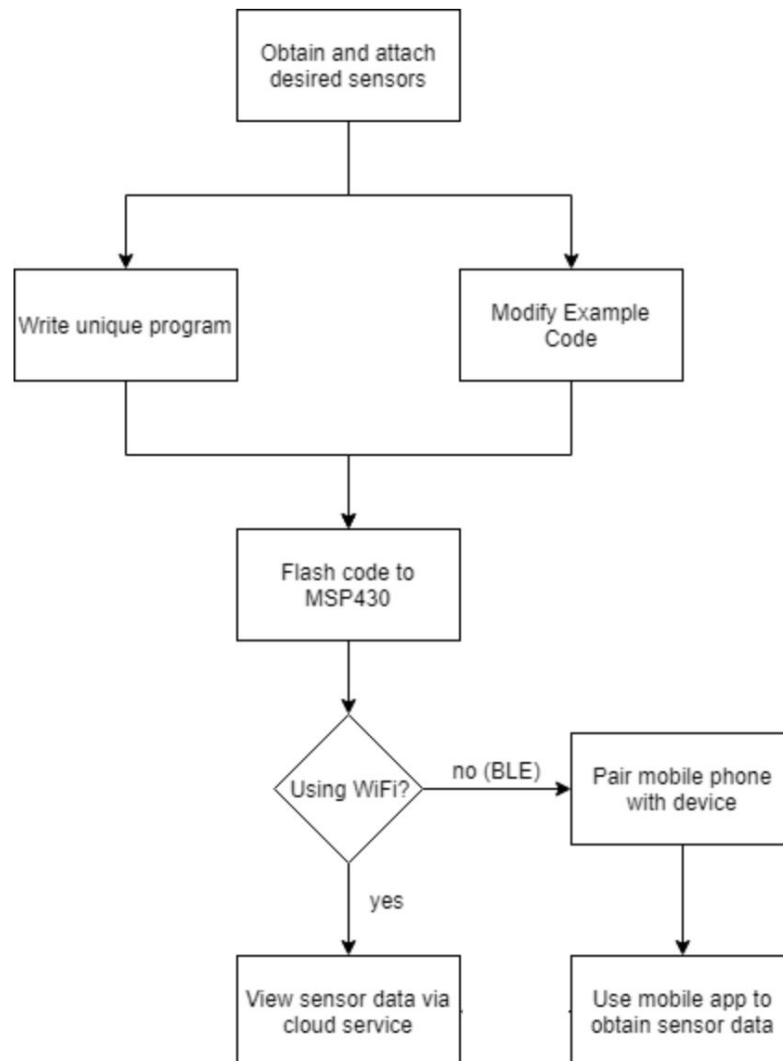 Obtain and attach
desired sensors
Write unique program
Modify Example
Code
Flash code to
MSP430
Using WiFi?
no (BLE)
Pair mobile phone
with device
yes
View sensor data via
cloud service
Use mobile app to
obtain sensor data